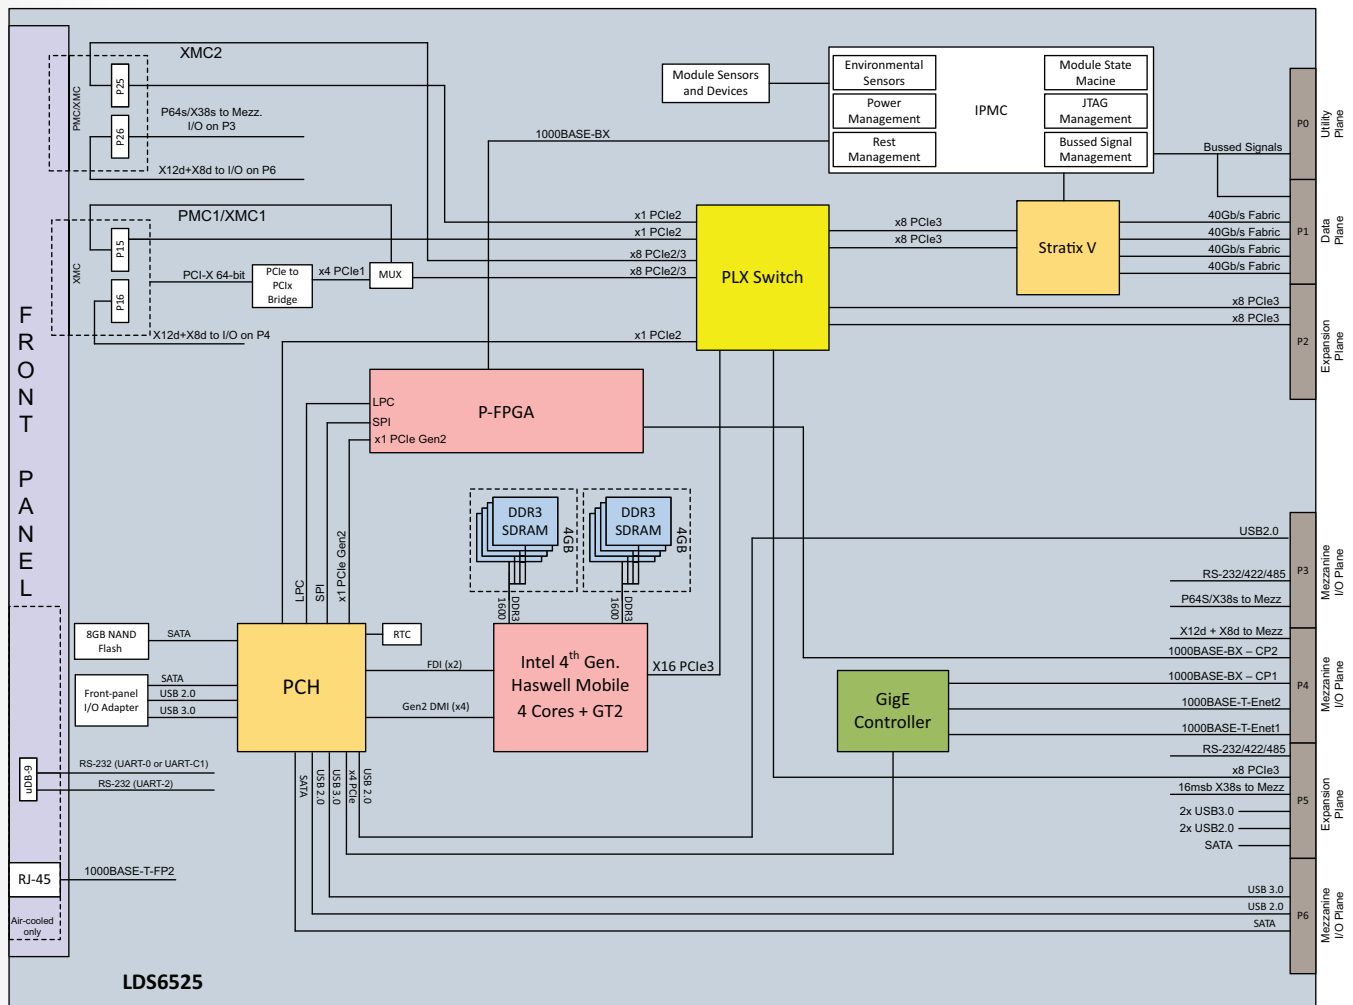 XMC2
PMC/XMC
P25
P26
P64s/X38s to Mezz.
I/O on P3
X12d+X8d to I/O on P6
PMC1/XMC1
XMC
P15
P16
PCI-X 64-bit
PCIe to
PCIx
Bridge
x4 PCIe1
MUX
X12d+X8d to I/O on P4
1000BASE-BX
Module Sensors
and Devices
Environmental
Sensors
Power
Management
Rest
Management
IPMC
Module State
Macine
JTAG
Management
Bussed Signal
Management
Bussed Signals
P0
Utility
Plane
x1 PCIe2
x1 PCIe2
x8 PCIe2/3
x8 PCIe2/3
x1 PCIe2
PLX Switch
x8 PCIe3
x8 PCIe3
Stratix V
40Gb/s Fabric
40Gb/s Fabric
40Gb/s Fabric
40Gb/s Fabric
P1
Data
Plane
x8 PCIe3
x8 PCIe3
P2
Expansion
Plane
FRONT PANEL
LPC
SPI
x1 PCIe Gen2
P-FPGA
LPC
SPI
x1 PCIe Gen2
DDR3
SDRAM
4GB
DDR3
SDRAM
4GB
DDR3
1600
DDR3
1600
8GB NAND
Flash
SATA
Front-panel
I/O Adapter
SATA
USB 2.0
USB 3.0
PCH
RTC
FDI (x2)
Gen2 DMI (x4)
Intel 4th Gen.
Haswell Mobile
4 Cores + GT2
X16 PCIe3
GigE
Controller
USB2.0
RS-232/422/485
P64S/X38s to Mezz
P3
Mezzanine
I/O Plane
X12d + X8d to Mezz
1000BASE-BX – CP2
1000BASE-BX – CP1
1000BASE-T-Enet2
1000BASE-T-Enet1
P4
Mezzanine
I/O Plane
RS-232/422/485
x8 PCIe3
16msb X38s to Mezz
2x USB3.0
2x USB2.0
SATA
P5
Expansion
Plane
USB 3.0
USB 2.0
SATA
P6
Mezzanine
I/O Plane
SATA
USB 2.0
USB 3.0
x4 PCIe
USB 2.0
uDB-9
RS-232 (UART-0 or UART-C1)
RS-232 (UART-2)
RJ-45
1000BASE-T-FP2
Air-cooled
only
LDS6525